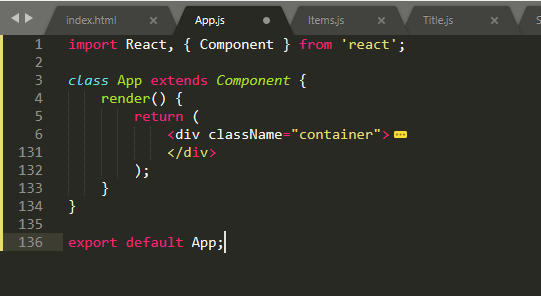 index.html × App.js Items.js × Title.js × S
1 import React, { Component } from 'react';
2
3 class App extends Component {
4 render() {
5 return (
6 <div className="container">
131 </div>
132 );
133 }
134 }
135
136 export default App;